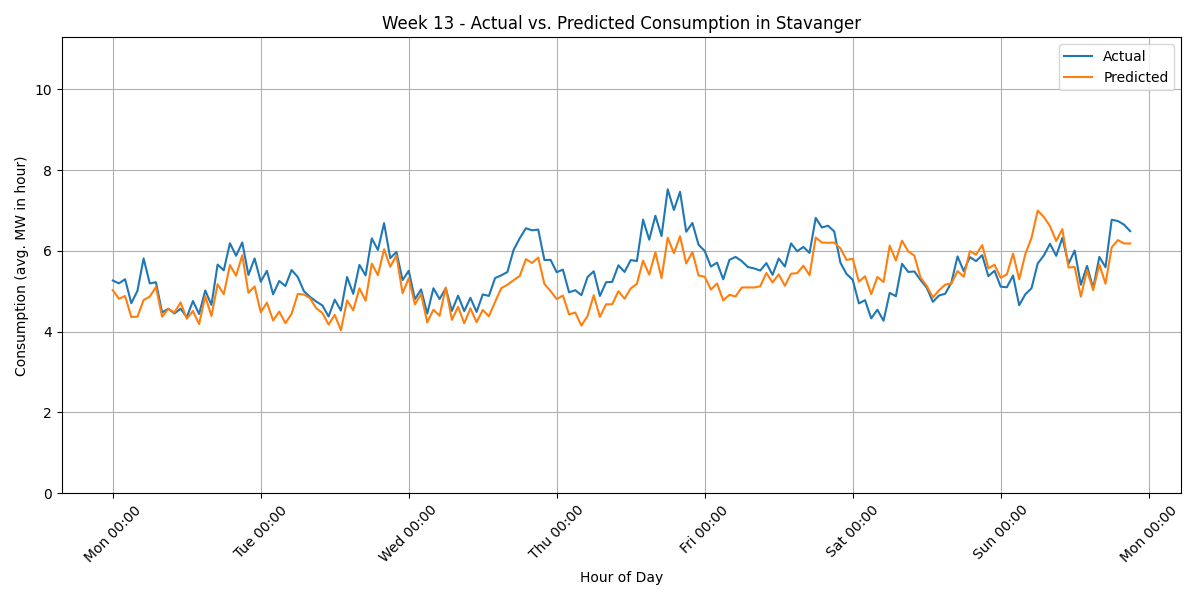 Week 13 - Actual vs. Predicted Consumption in Stavanger
Actual
Predicted
Consumption (avg. MW in hour)
10
8
6
4
2
0
Mon 00:00
Tue 00:00
Wed 00:00
Thu 00:00
Fri 00:00
Sat 00:00
Sun 00:00
Mon 00:00
Hour of Day